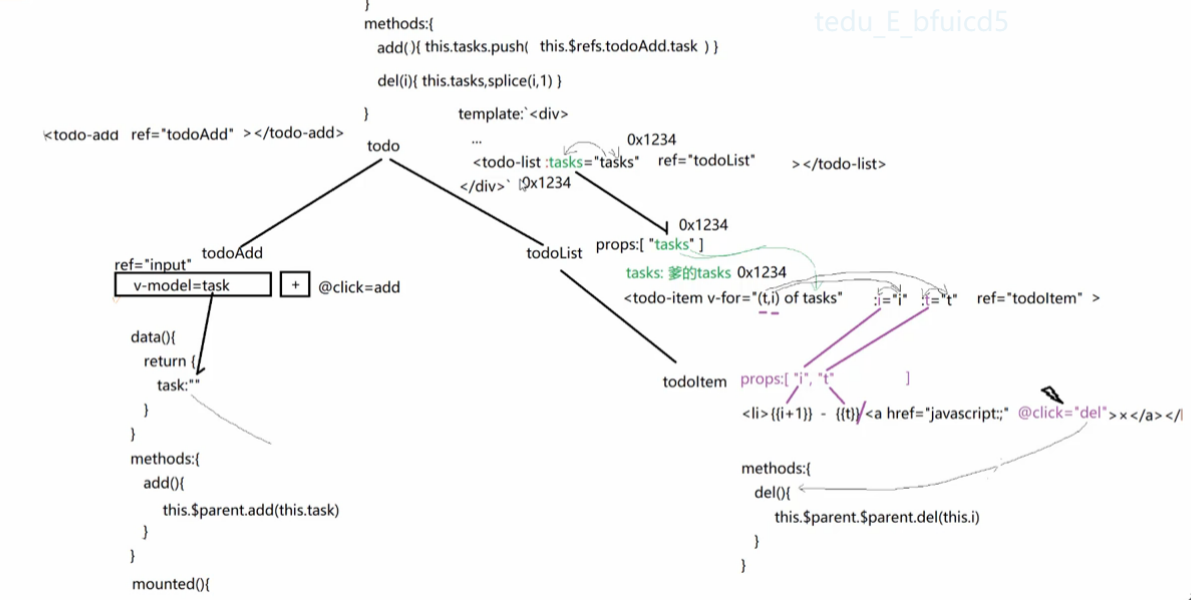 }
tedu_E_bfuicd5
methods:{
add(){ this.tasks.push( this.$refs.todoAdd.task ) }
del(i){ this.tasks,splice(i,1) }
}
template:`<div>
<todo-add ref="todoAdd" ></todo-add>
todo
...
0x1234
<todo-list :tasks="tasks" ref="todoList" ></todo-list>
</div>` 0x1234
0x1234
todoAdd
todoList props:[ "tasks" ]
ref="input"
tasks: 爹的tasks 0x1234
v-model=task + @click=add
<todo-item v-for="(t,i) of tasks" :i="i" :t="t" ref="todoItem" >
data(){
return {
task:""
}
}
todoItem props:[ "i", "t" ]
<li>{{i+1}} - {{t}} <a href="javascript:;" @click="del">×</a></l
methods:{
add(){
this.$parent.add(this.task)
}
}
mounted(){
methods:{
del(){
this.$parent.$parent.del(this.i)
}
}